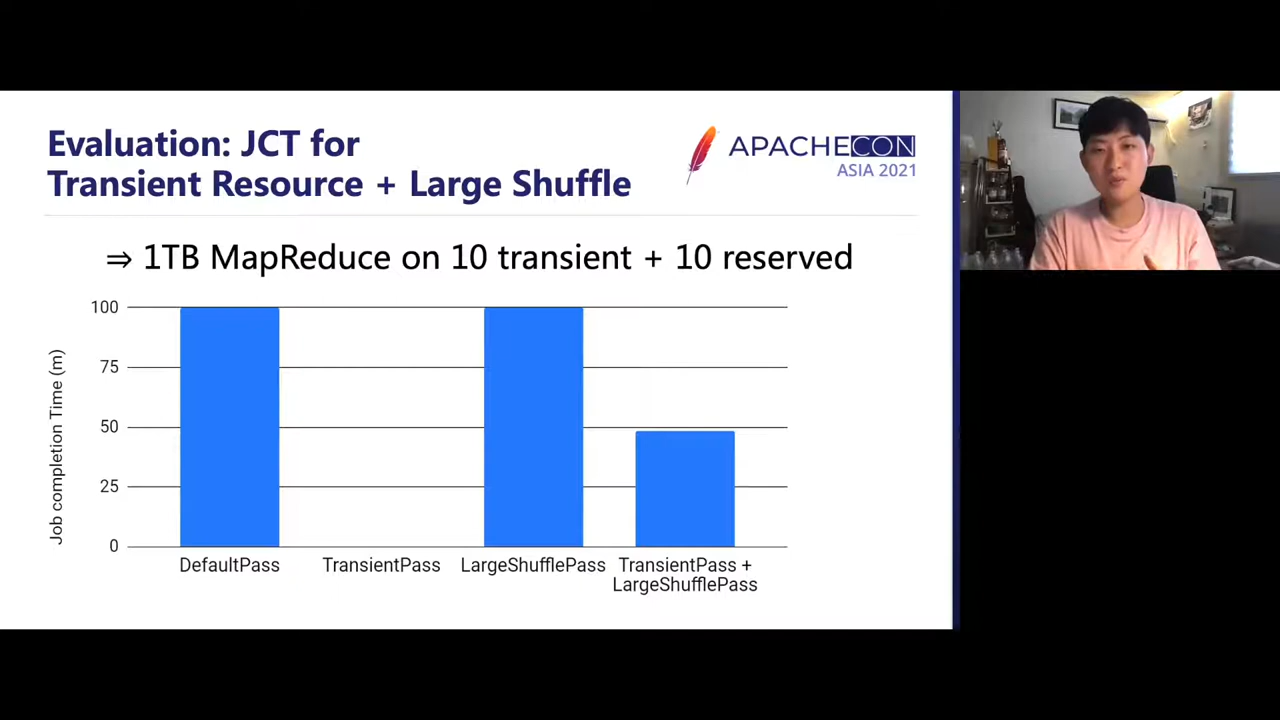 Evaluation: JCT for
Transient Resource + Large Shuffle
APACHECON
ASIA 2021
⇒ 1TB MapReduce on 10 transient + 10 reserved
Job completion Time (m)
100
75
50
25
0
DefaultPass
TransientPass
LargeShufflePass
TransientPass +
LargeShufflePass